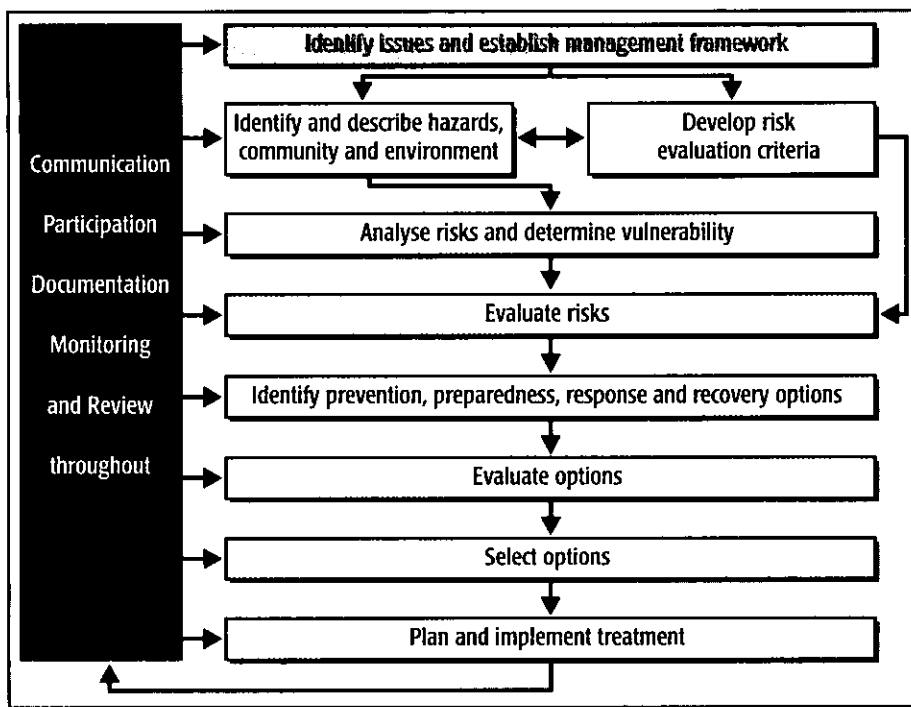 Identify issues and establish management framework
Identify and describe hazards,
community and environment
Develop risk
evaluation criteria
Communication
Participation
Documentation
Monitoring
and Review
throughout
Analyse risks and determine vulnerability
Evaluate risks
Identify prevention, preparedness, response and recovery options
Evaluate options
Select options
Plan and implement treatment